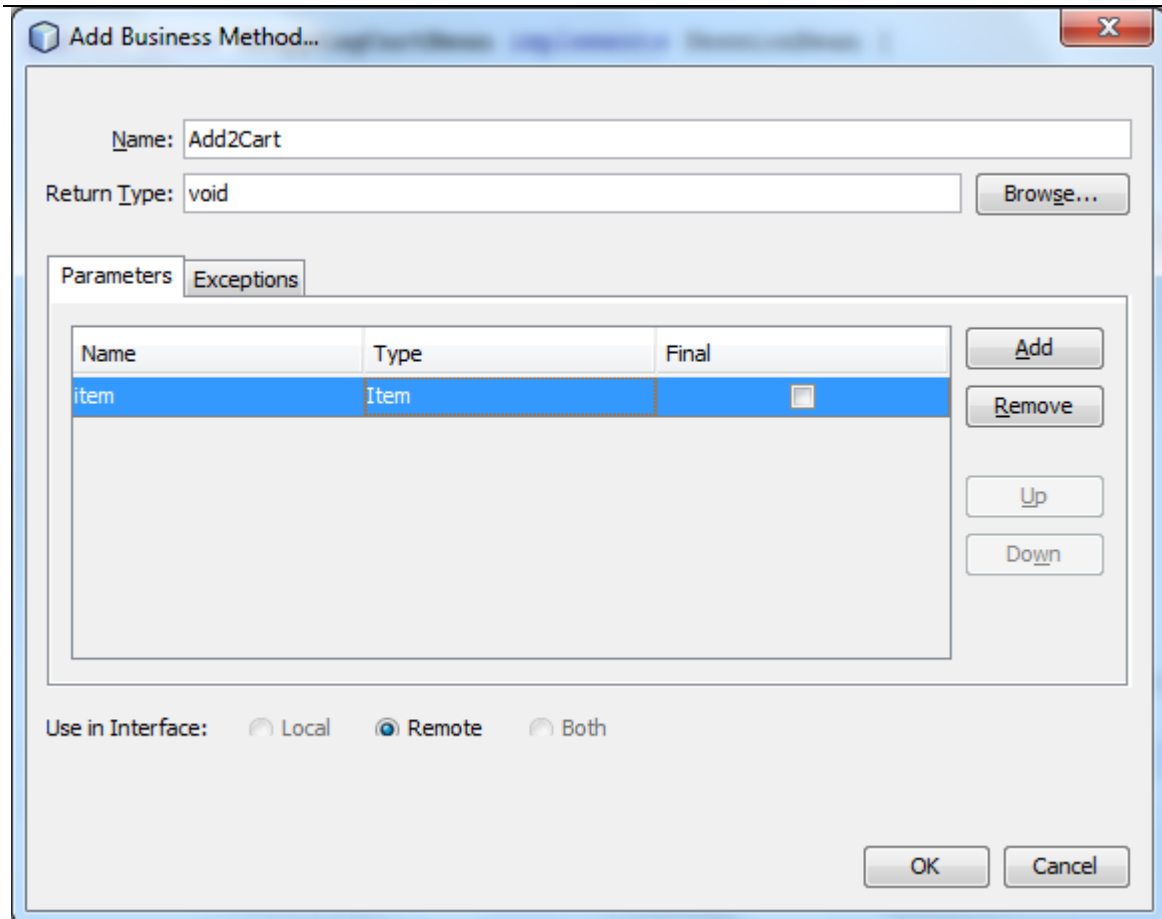 Add Business Method...
Name: Add2Cart
Return Type: void Browse...
Parameters Exceptions
Name Type Final Add
item Item
Remove
Up
Down
Use in Interface: Local Remote Both
OK Cancel